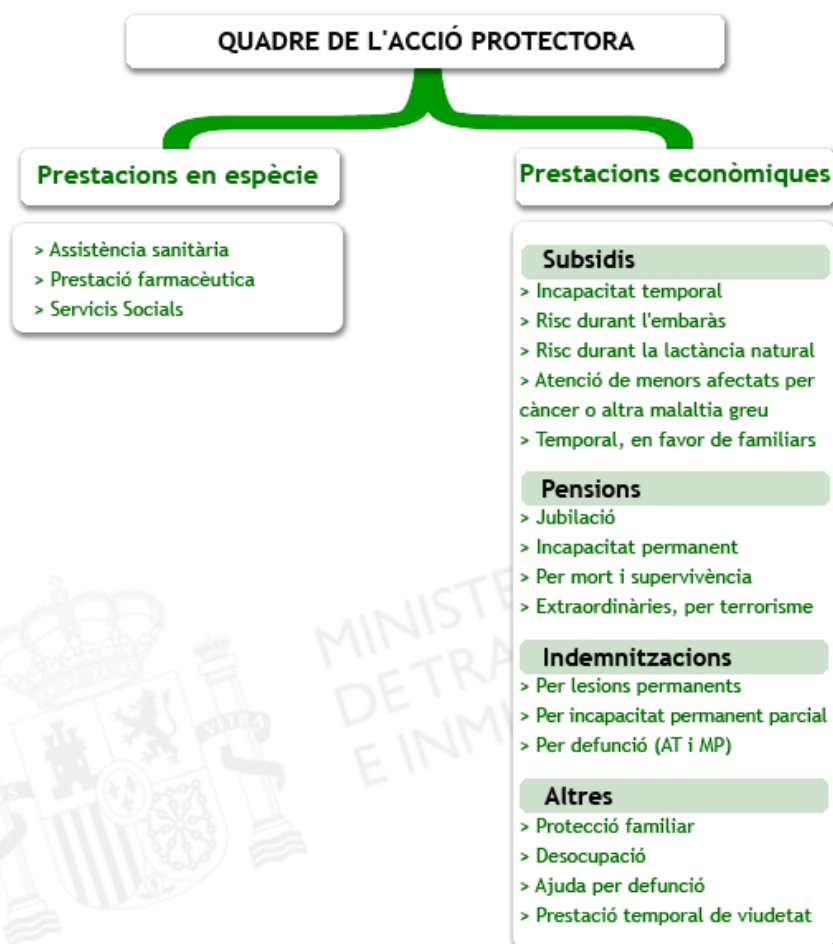 QUADRE DE L'ACCIÓ PROTECTORA
Prestacions en espècie
> Assistència sanitària
> Prestació farmacèutica
> Servicis Socials
Prestacions econòmiques
Subsidis
> Incapacitat temporal
> Risc durant l'embaràs
> Risc durant la lactància natural
> Atenció de menors afectats per
càncer o altra malaltia greu
> Temporal, en favor de familiars
Pensions
> Jubilació
> Incapacitat permanent
> Per mort i supervivència
> Extraordinàries, per terrorisme
Indemnitzacions
> Per lesions permanents
> Per incapacitat permanent parcial
> Per defunció (AT i MP)
Altres
> Protecció familiar
> Desocupació
> Ajuda per defunció
> Prestació temporal de viudetat
DE
E
VLTRA